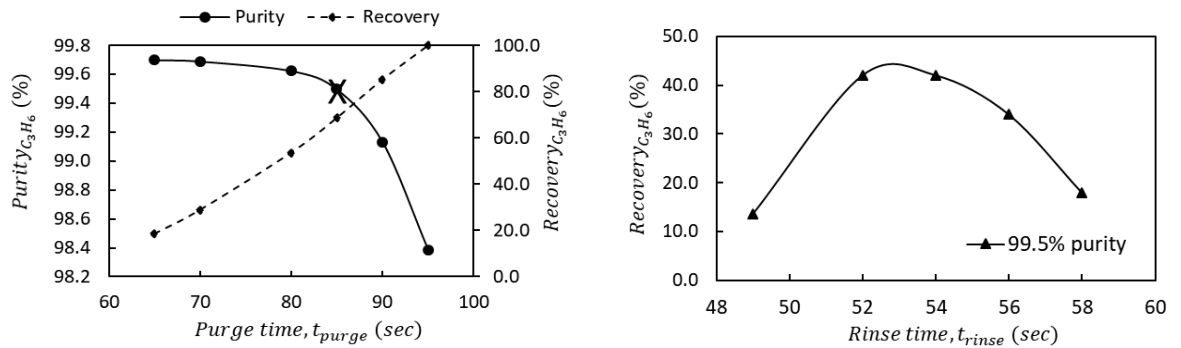 Purity Recovery
99.8
99.6
99.4
99.2
99.0
98.8
98.6
98.4
98.2
Purity_{C_3H_6} (%)
100.0
80.0
60.0
40.0
20.0
0.0
Recovery_{C_3H_6} (%)
X
60 70 80 90 100
Purge time, t_{purge} (sec)
50.0
40.0
30.0
20.0
10.0
0.0
Recovery_{C_3H_6} (%)
99.5% purity
48 50 52 54 56 58 60
Rinse time, t_{rinse} (sec)